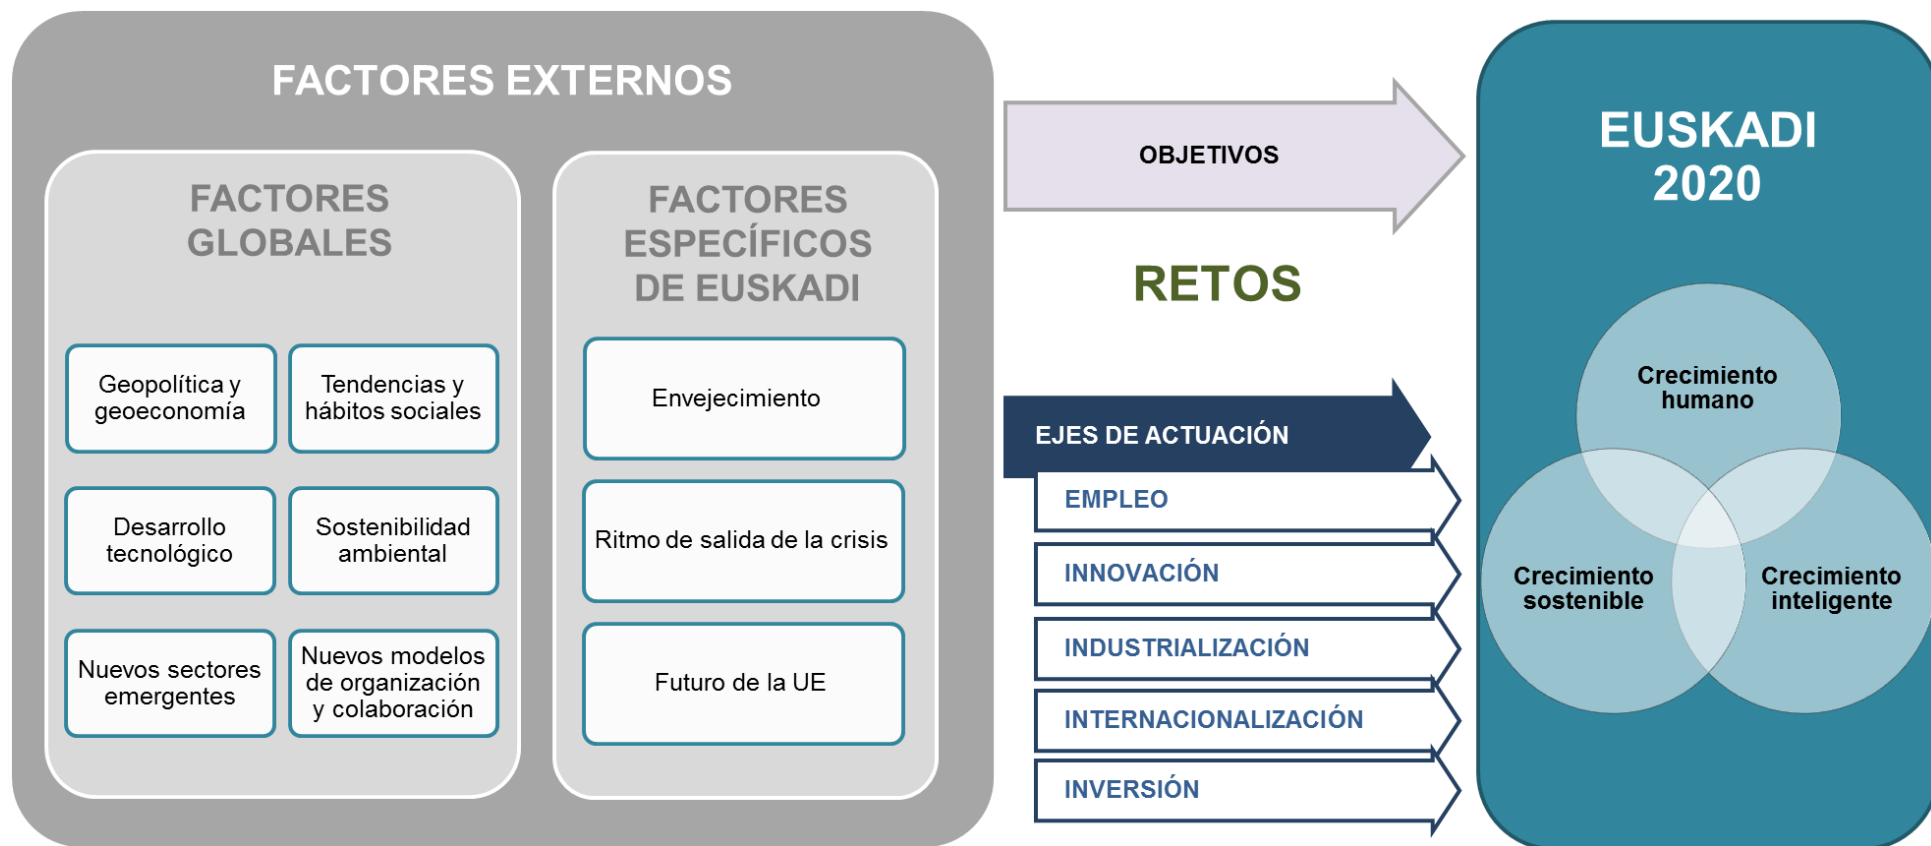 FACTORES EXTERNOS
FACTORES
GLOBALES
Geopolítica y
geoeconomía
Tendencias y
hábitos sociales
Desarrollo
tecnológico
Sostenibilidad
ambiental
Nuevos sectores
emergentes
Nuevos modelos
de organización
y colaboración
FACTORES
ESPECÍFICOS
DE EUSKADI
Envejecimiento
Ritmo de salida de la crisis
Futuro de la UE
OBJETIVOS
RETOS
EJES DE ACTUACIÓN
EMPLEO
INNOVACIÓN
INDUSTRIALIZACIÓN
INTERNACIONALIZACIÓN
INVERSIÓN
EUSKADI
2020
Crecimiento
humano
Crecimiento
sostenible
Crecimiento
inteligente